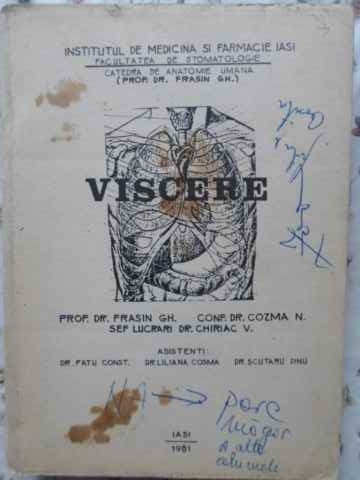 INSTITUTUL DE MEDICINA SI FARMACIE IASI
FACULTATEA DE STOMATOLOGIE
CATEDRA DE ANATOMIE UMANA
(PROF. DR. FRASIN GH.)
VISCERE
PROF. DR. FRASIN GH. CONF. DR. COZMA N.
SEF LUCRARI DR. CHIRIAC V.
ASISTENTI:
DR. FATU CONST. DR. LILIANA COSMA DR. SCUTARU DINU
IASI
1981